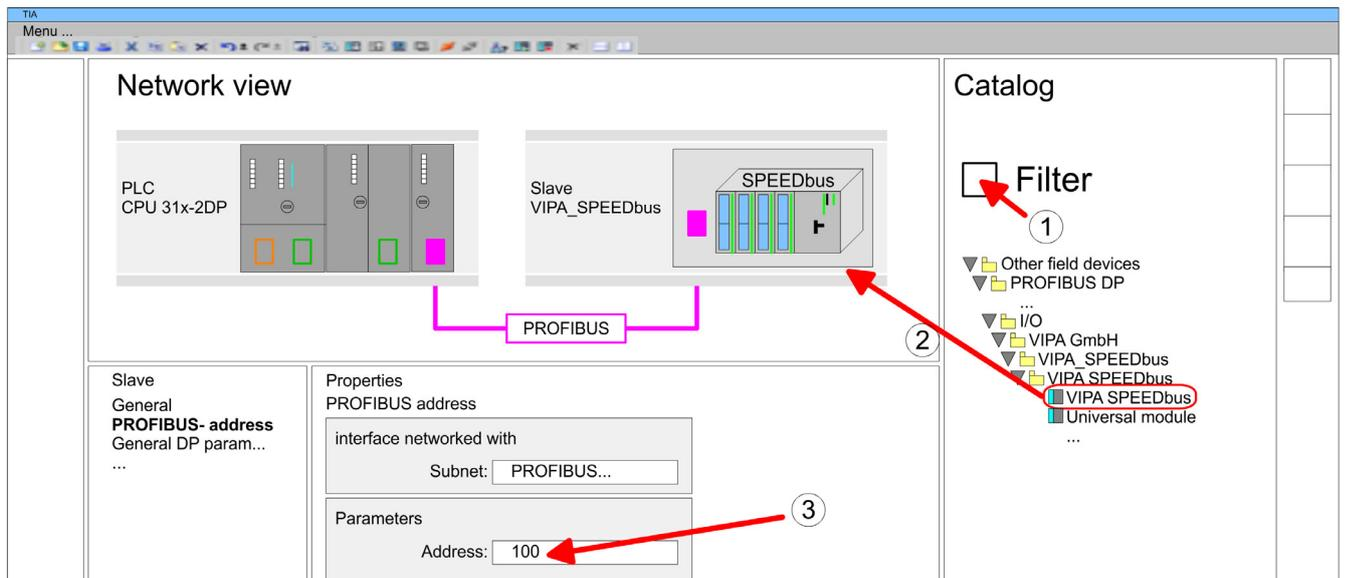 TIA
Menu ...
Network view
PLC
CPU 31x-2DP
Slave
VIPA_SPEEDbus
SPEEDbus
PROFIBUS
Catalog
Filter
1
Other field devices
PROFIBUS DP
...
I/O
VIPA GmbH
VIPA_SPEEDbus
VIPA SPEEDbus
VIPA SPEEDbus
Universal module
...
2
Slave
General
PROFIBUS- address
General DP param...
...
Properties
PROFIBUS address
interface networked with
Subnet: PROFIBUS...
Parameters
Address: 100
3